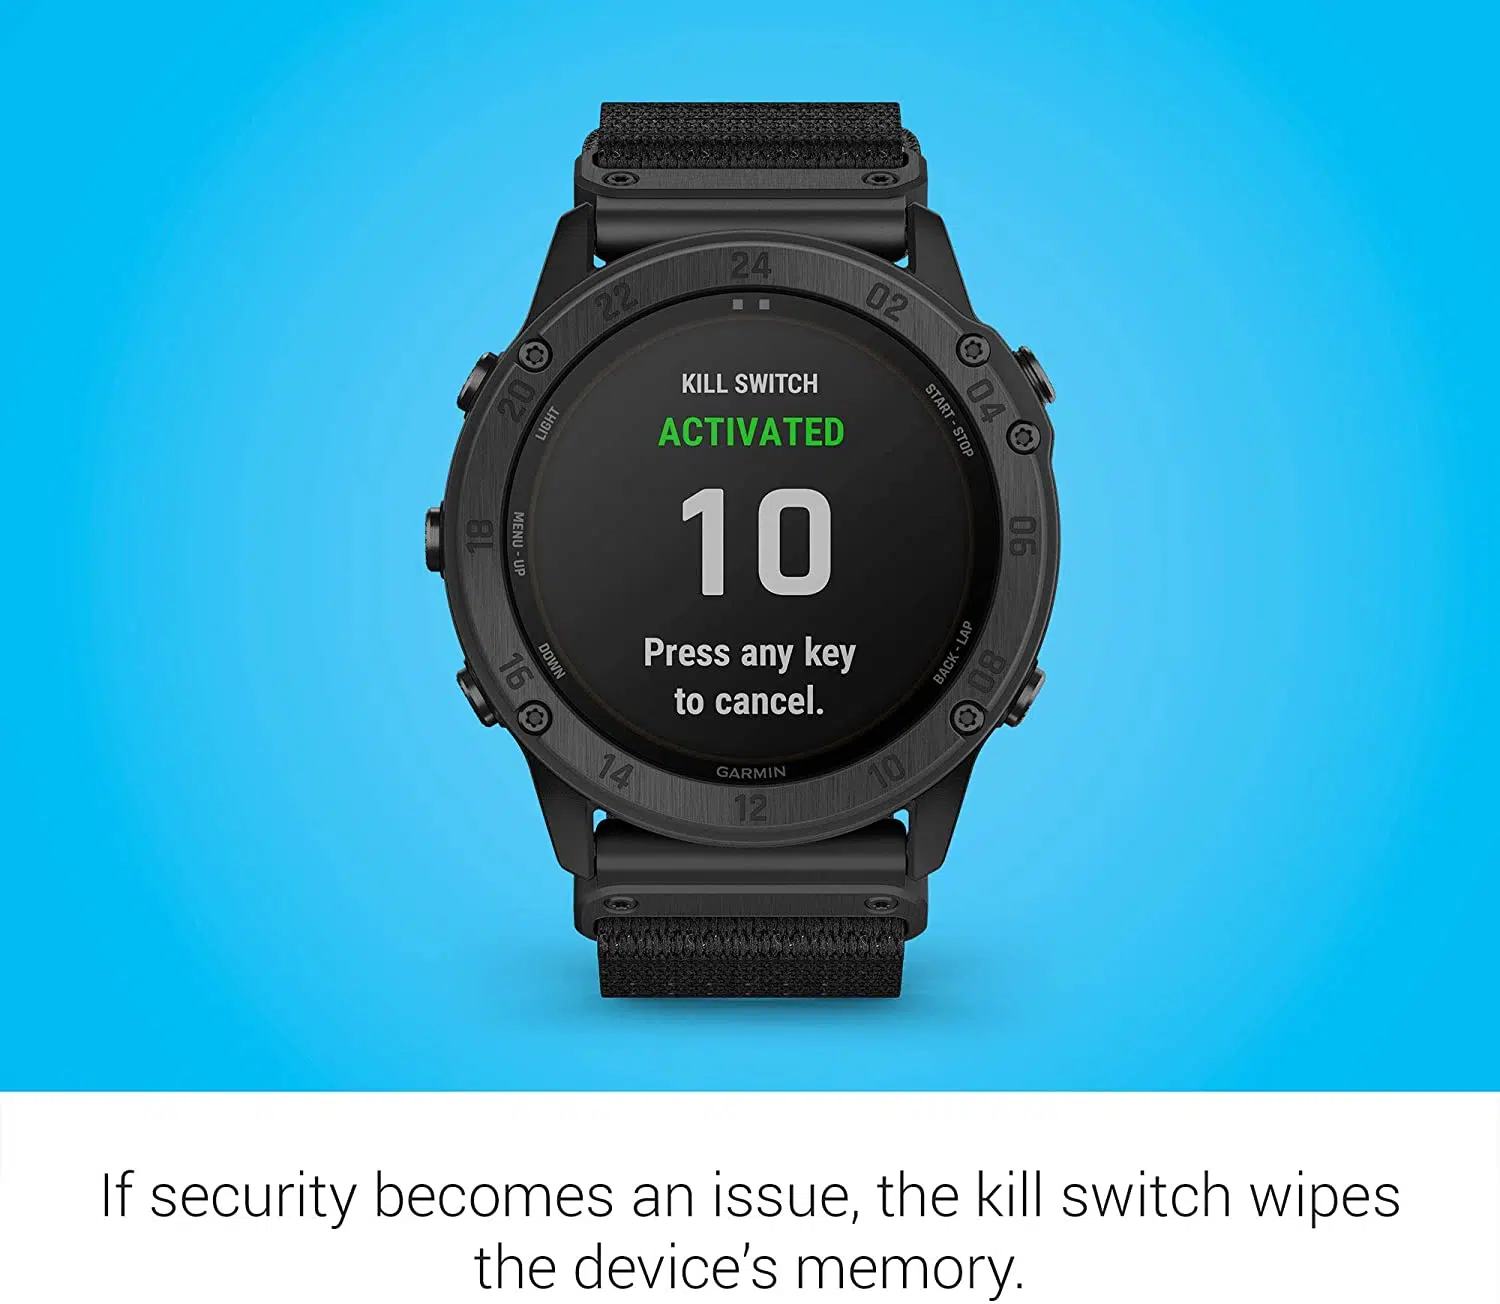 24
22
02
20
04
18
06
16
08
14
10
12
LIGHT
START - STOP
MENU - UP
DOWN
BACK - LAP
KILL SWITCH
ACTIVATED
10
Press any key
to cancel.
GARMIN
If security becomes an issue, the kill switch wipes
the device’s memory.